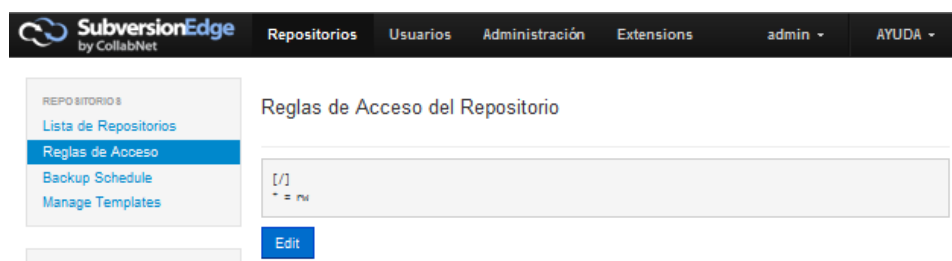 SubversionEdge
by CollabNet
Repositorios Usuarios Administración Extensions admin AYUDA
REPOSITORIOS
Lista de Repositorios
Reglas de Acceso
Backup Schedule
Manage Templates
Reglas de Acceso del Repositorio
[/]
* = rw
Edit